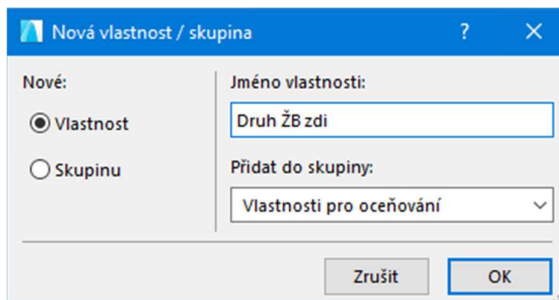 Nová vlastnost / skupina ? ×
Nové:
Vlastnost
Skupinu
Jméno vlastnosti:
Druh ŽB zdi
Přidat do skupiny:
Vlastnosti pro oceňování
Zrušit
OK